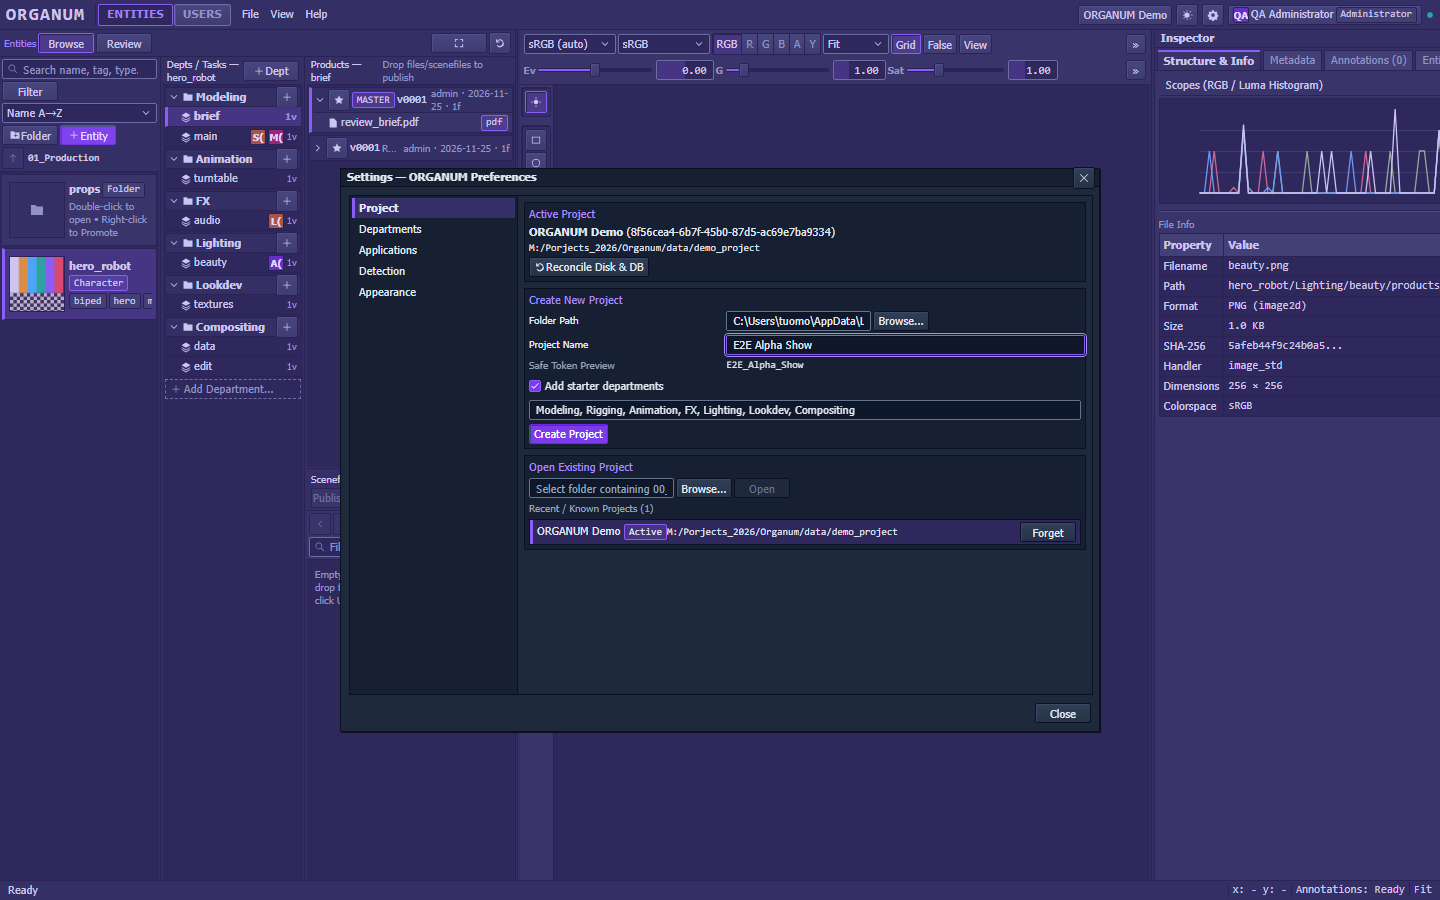 ORGANUM ENTITIES USERS File View Help ORGANUM Demo QA QA Administrator Administrator
Entities Browse Review
Search name, tag, type.
Filter
Name A→Z
Folder + Entity
↑ 01_Production
props Folder
Double-click to
open • Right-click
to Promote
hero_robot
Character
biped hero
Depts / Tasks —
hero_robot
+ Dept
Modeling +
brief 1v
main S( M( 1v
Animation +
turntable 1v
FX +
audio L( 1v
Lighting +
beauty A( 1v
Lookdev +
textures 1v
Compositing +
data 1v
edit 1v
+ Add Department...
Products —
brief
Drop files/scenefiles to
publish
MASTER v0001 admin · 2026-11-
25 · 1f
review_brief.pdf pdf
v0001 R... admin · 2026-11-25 · 1f
Scenef
Publis
Fil
Empty
drop f
click U
sRGB (auto) sRGB RGB R G B A Y Fit Grid False View »
Ev 0.00 G 1.00 Sat 1.00 »
Settings — ORGANUM Preferences
Project
Departments
Applications
Detection
Appearance
Active Project
ORGANUM Demo (8f56cea4-6b7f-45b0-87d5-ac69e7ba9334)
M:/Porjects_2026/Organum/data/demo_project
Reconcile Disk & DB
Create New Project
Folder Path C:\Users\tuomo\AppData\L Browse...
Project Name E2E Alpha Show
Safe Token Preview E2E_Alpha_Show
Add starter departments
Modeling, Rigging, Animation, FX, Lighting, Lookdev, Compositing
Create Project
Open Existing Project
Select folder containing 00_ Browse... Open
Recent / Known Projects (1)
ORGANUM Demo Active M:/Porjects_2026/Organum/data/demo_project Forget
Close
Inspector
Structure & Info Metadata Annotations (0) Enti
Scopes (RGB / Luma Histogram)
File Info
Property Value
Filename beauty.png
Path hero_robot/Lighting/beauty/products
Format PNG (image2d)
Size 1.0 KB
SHA-256 5afeb44f9c24b0a5...
Handler image_std
Dimensions 256 × 256
Colorspace sRGB
Ready x: - y: - Annotations: Ready Fit